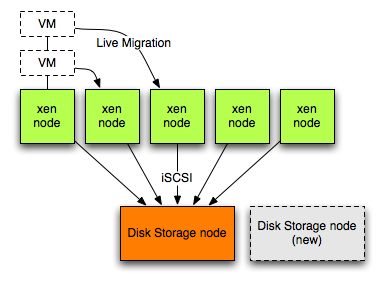 VM
Live Migration
VM
xen
node
xen
node
xen
node
xen
node
xen
node
iSCSI
Disk Storage node
Disk Storage node
(new)